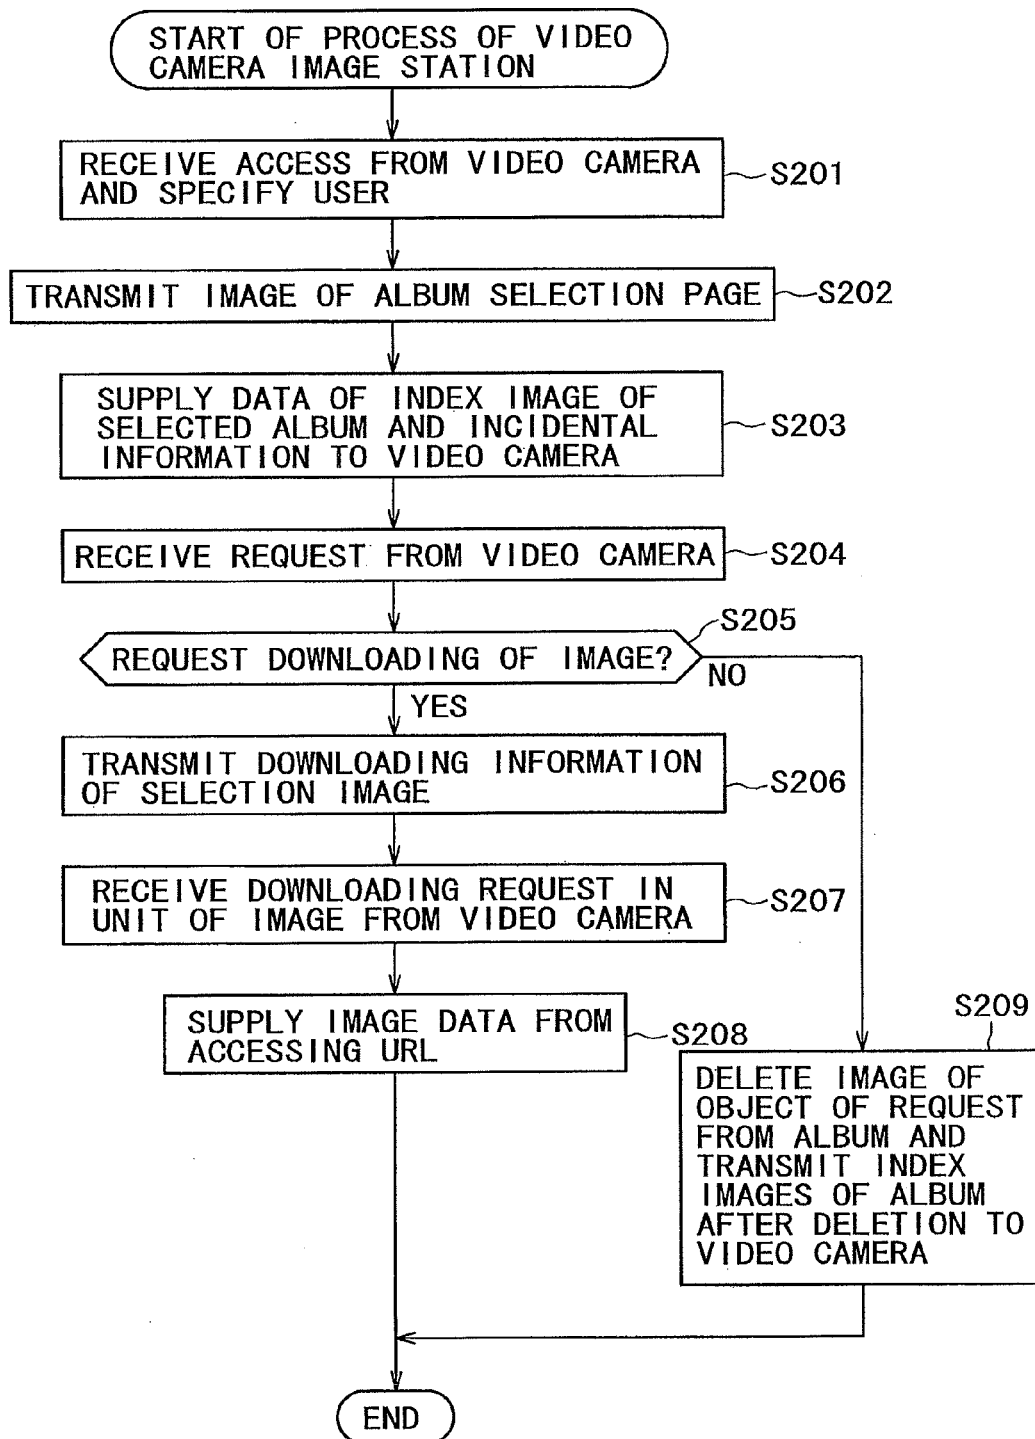 START OF PROCESS OF VIDEO
CAMERA IMAGE STATION
RECEIVE ACCESS FROM VIDEO CAMERA
AND SPECIFY USER
S201
TRANSMIT IMAGE OF ALBUM SELECTION PAGE
S202
SUPPLY DATA OF INDEX IMAGE OF
SELECTED ALBUM AND INCIDENTAL
INFORMATION TO VIDEO CAMERA
S203
RECEIVE REQUEST FROM VIDEO CAMERA
S204
S205
REQUEST DOWNLOADING OF IMAGE?
NO
YES
TRANSMIT DOWNLOADING INFORMATION
OF SELECTION IMAGE
S206
RECEIVE DOWNLOADING REQUEST IN
UNIT OF IMAGE FROM VIDEO CAMERA
S207
SUPPLY IMAGE DATA FROM
ACCESSING URL
S208
S209
DELETE IMAGE OF
OBJECT OF REQUEST
FROM ALBUM AND
TRANSMIT INDEX
IMAGES OF ALBUM
AFTER DELETION TO
VIDEO CAMERA
END